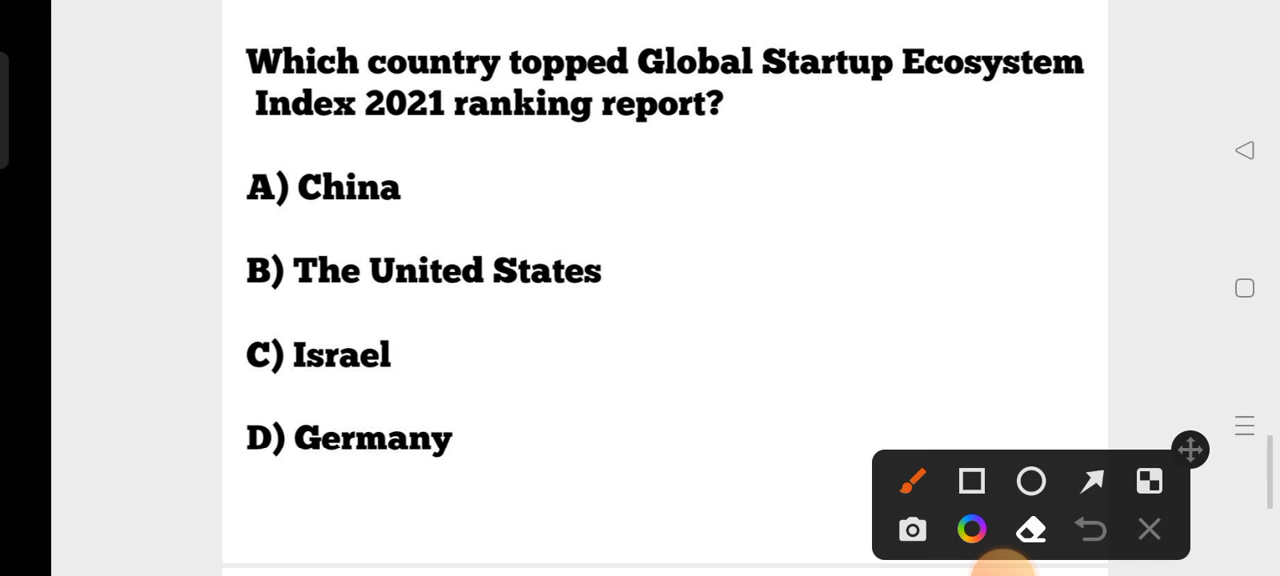 Which country topped Global Startup Ecosystem
Index 2021 ranking report?
A) China
B) The United States
C) Israel
D) Germany